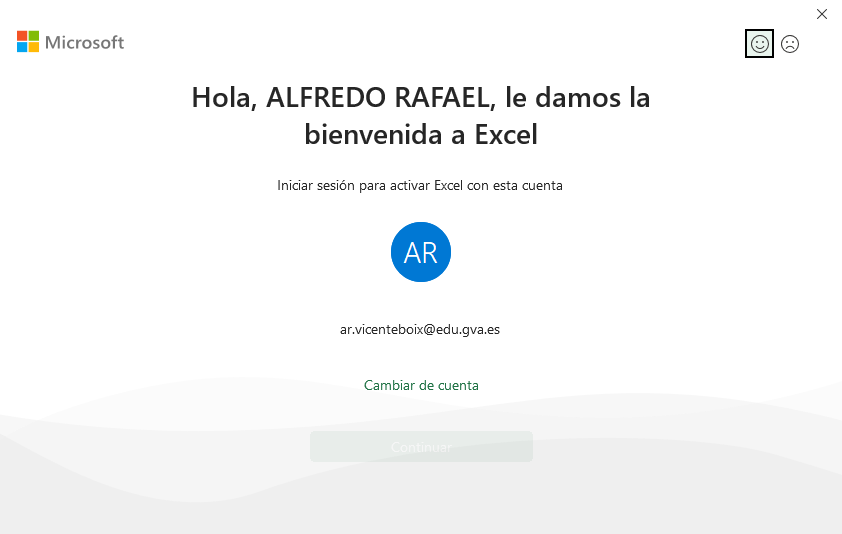 Microsoft
Hola, ALFREDO RAFAEL, le damos la
bienvenida a Excel
Iniciar sesión para activar Excel con esta cuenta
AR
ar.vicenteboix@edu.gva.es
Cambiar de cuenta
Continuar